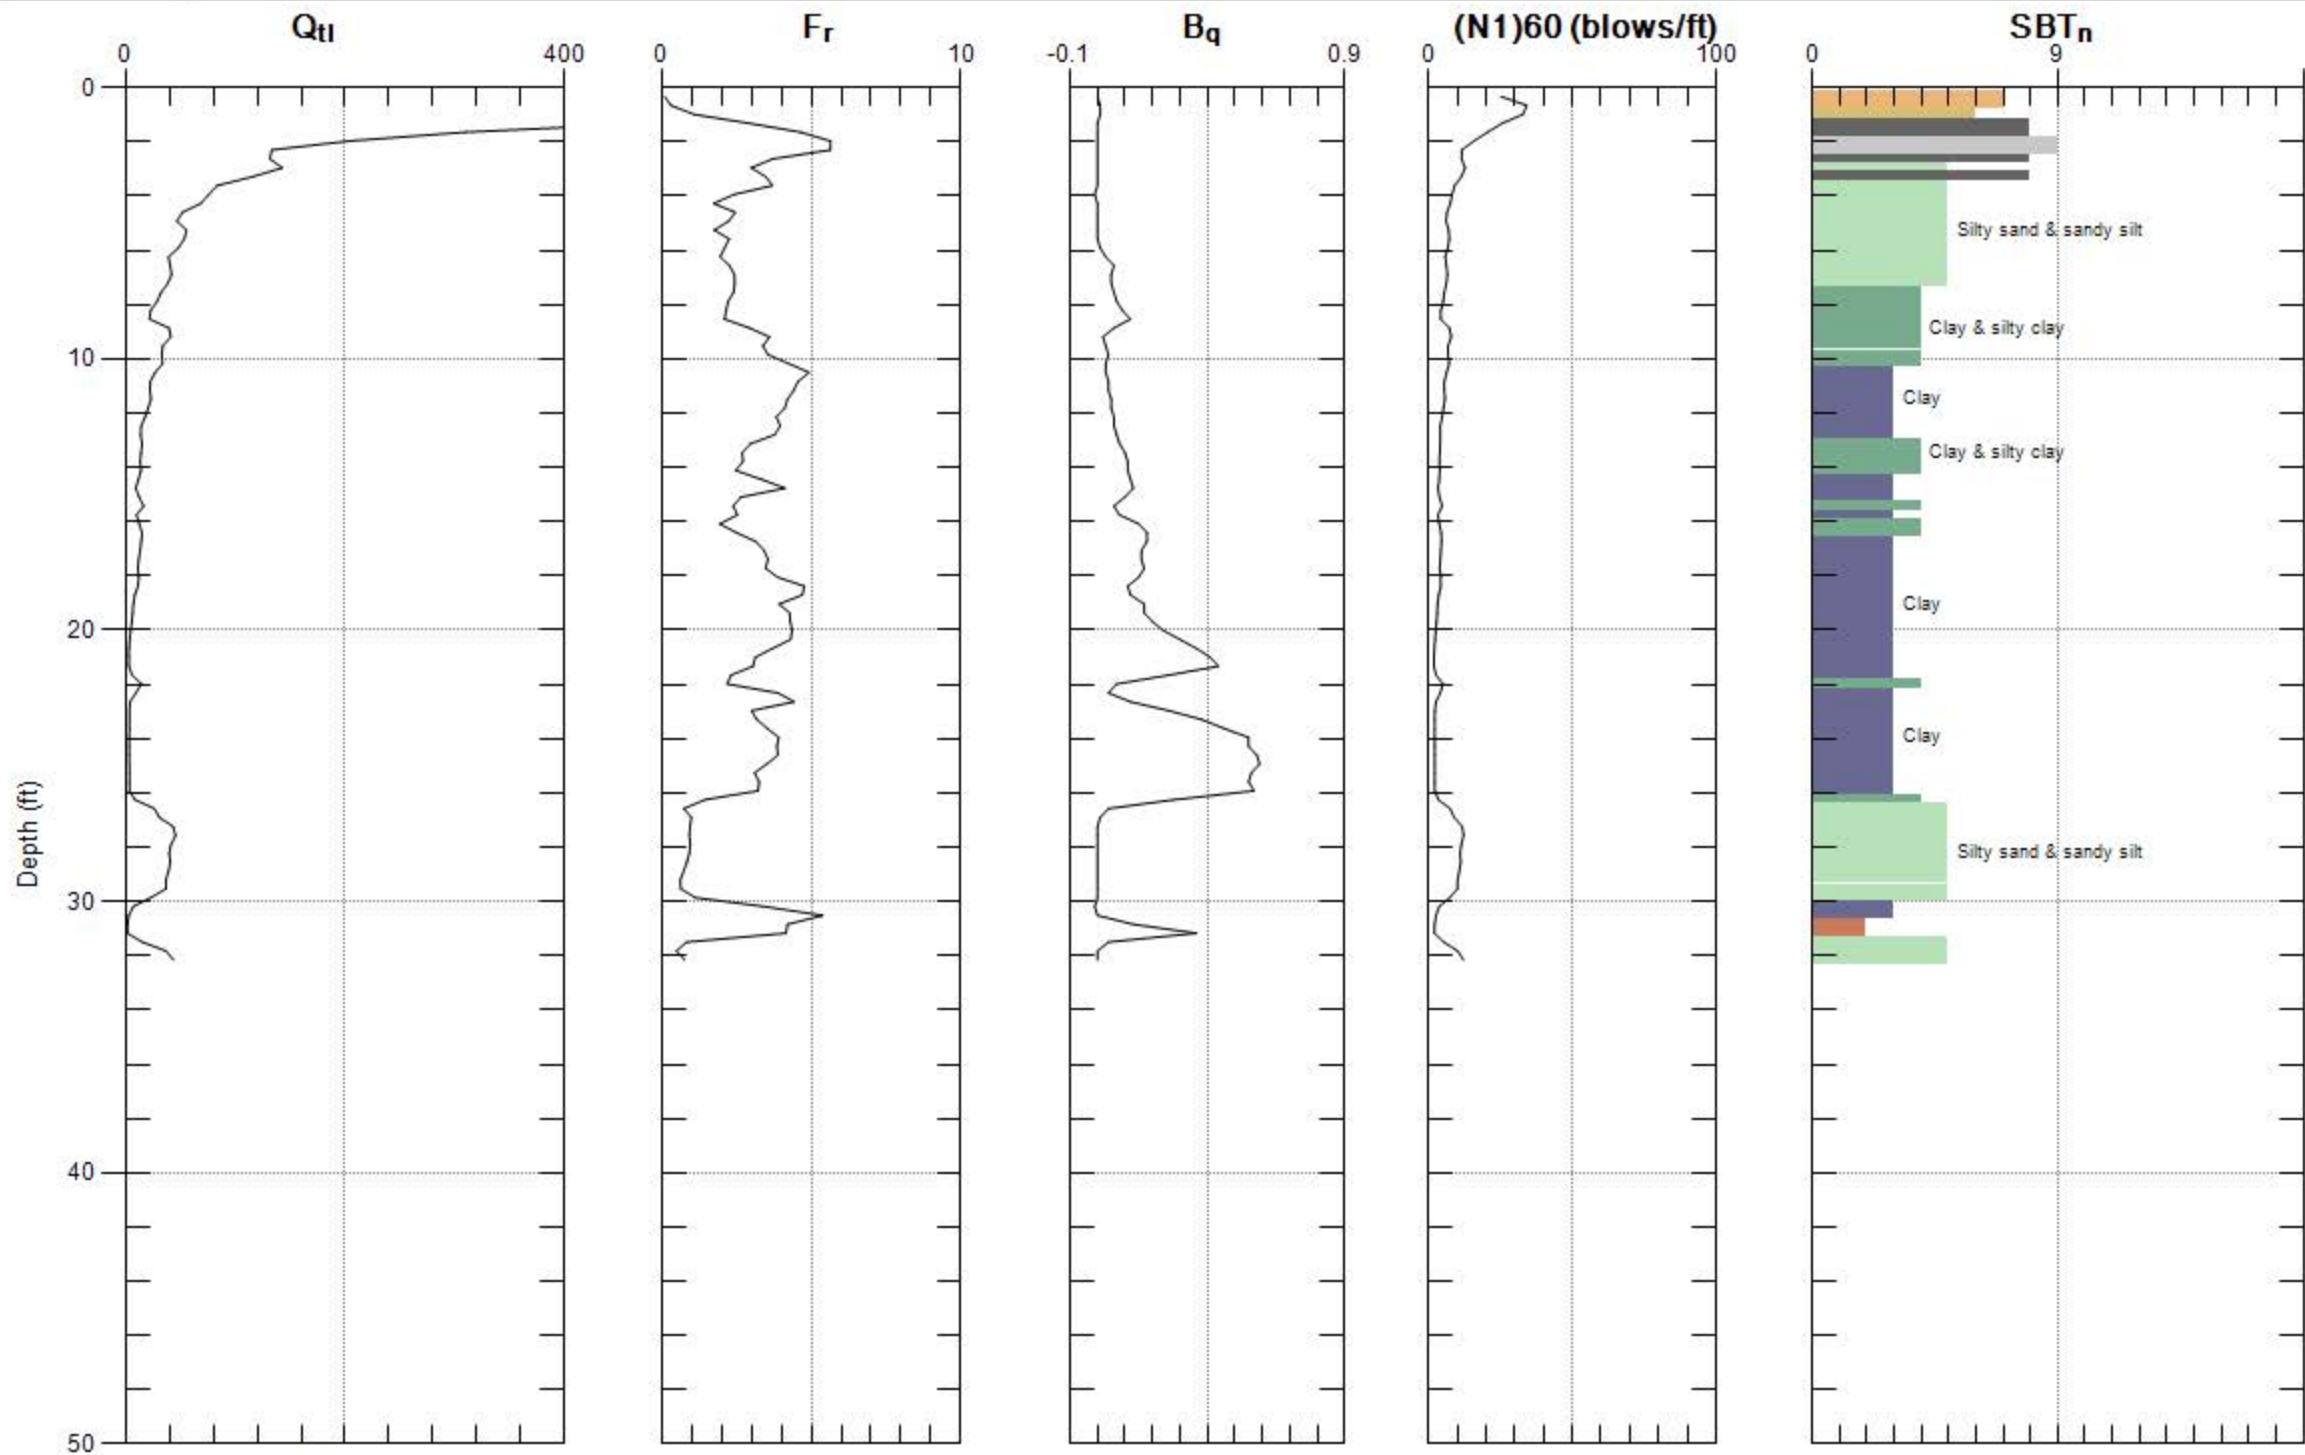 Qtl Fr Bq (N1)60 (blows/ft) SBTn
0 400 0 10 -0.1 0.9 0 100 0 9
0
Silty sand & sandy silt
Clay & silty clay
10
Clay
Clay & silty clay
Clay
20
Clay
Depth (ft)
Silty sand & sandy silt
30
40
50